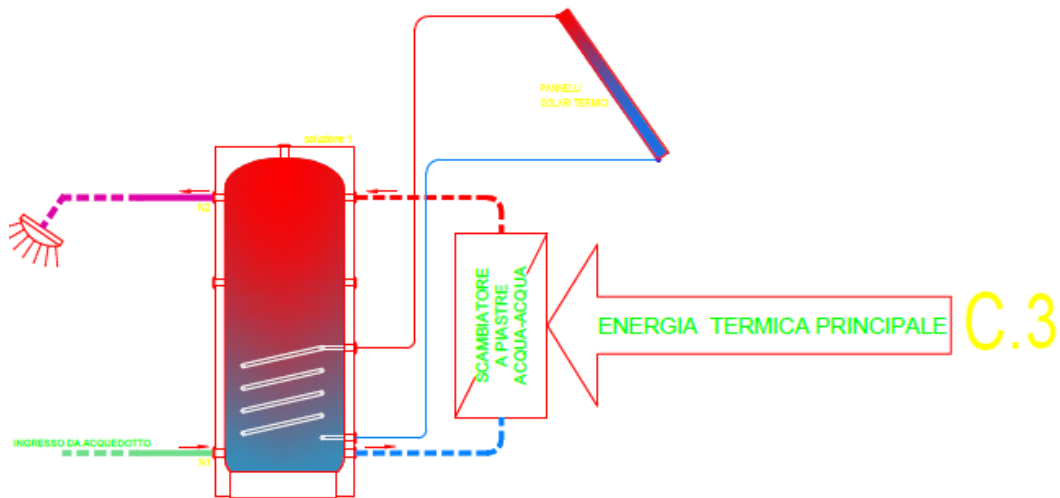 PANNELLI
SOLARI TERMICI
soluzione 1
N2
SCAMBIATORE
A PIASTRE
ACQUA-ACQUA
ENERGIA TERMICA PRINCIPALE
C.3
INGRESSO DA ACQUEDOTTO
N1